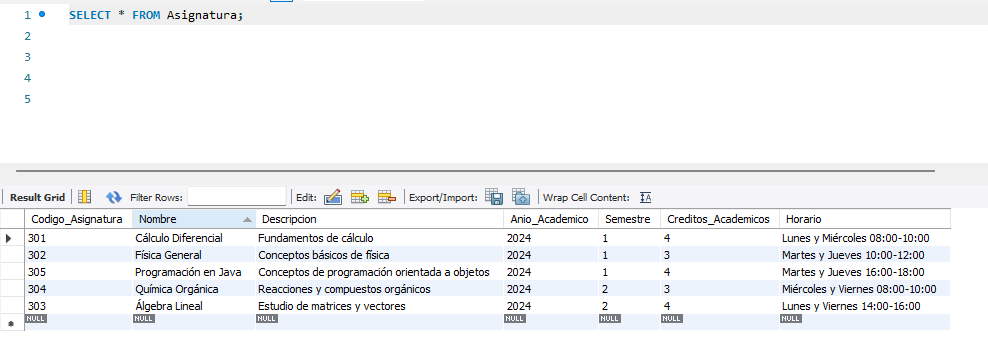 1 SELECT * FROM Asignatura;
2
3
4
5
Result Grid Filter Rows: Edit: Export/Import: Wrap Cell Content: IA
Codigo_Asignatura Nombre Descripcion Anio_Academico Semestre Creditos_Academicos Horario
301 Cálculo Diferencial Fundamentos de cálculo 2024 1 4 Lunes y Miércoles 08:00-10:00
302 Física General Conceptos básicos de física 2024 1 3 Martes y Jueves 10:00-12:00
305 Programación en Java Conceptos de programación orientada a objetos 2024 1 4 Martes y Jueves 16:00-18:00
304 Química Orgánica Reacciones y compuestos orgánicos 2024 2 3 Miércoles y Viernes 08:00-10:00
303 Álgebra Lineal Estudio de matrices y vectores 2024 2 4 Lunes y Viernes 14:00-16:00
NULL NULL NULL NULL NULL NULL NULL